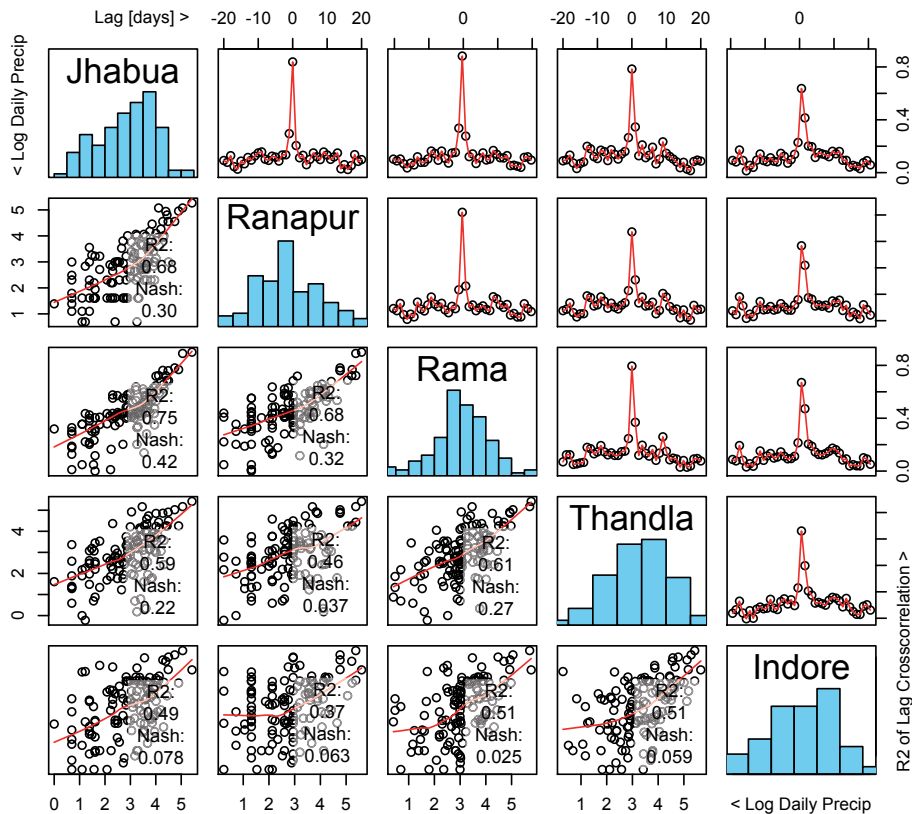 Lag [days] >
-20 -10 0 10 20
0
-20 -10 0 10 20
0
< Log Daily Precip
Jhabua
0.0 0.4 0.8
1 2 3 4 5
R2:
0.68
Nash:
0.30
Ranapur
R2:
0.75
Nash:
0.42
R2:
0.68
Nash:
0.32
Rama
0.0 0.4 0.8
0 2 4
R2:
0.59
Nash:
0.22
R2:
0.46
Nash:
0.037
R2:
0.61
Nash:
0.27
Thandla
R2 of Lag Crosscorrelation >
R2:
0.49
Nash:
0.078
R2:
0.37
Nash:
0.063
R2:
0.51
Nash:
0.025
R2:
0.51
Nash:
0.059
Indore
0 1 2 3 4 5
1 2 3 4 5
0 1 2 3 4 5
0 1 2 3 4 5
< Log Daily Precip